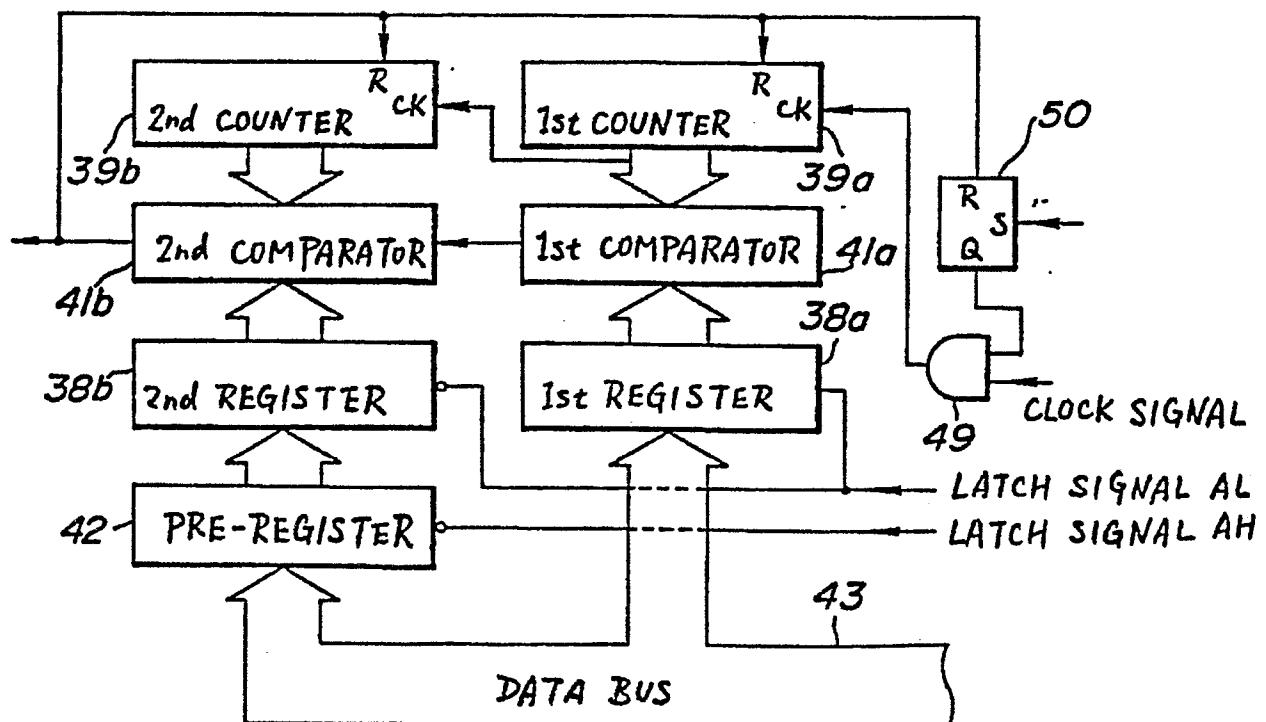 R
CK
2nd COUNTER
39b
R
CK
1st COUNTER
39a
50
R
S
Q
2nd COMPARATOR
41b
1st COMPARATOR
41a
38a
2nd REGISTER
38b
1st REGISTER
49
CLOCK SIGNAL
LATCH SIGNAL AL
LATCH SIGNAL AH
PRE-REGISTER
42
43
DATA BUS